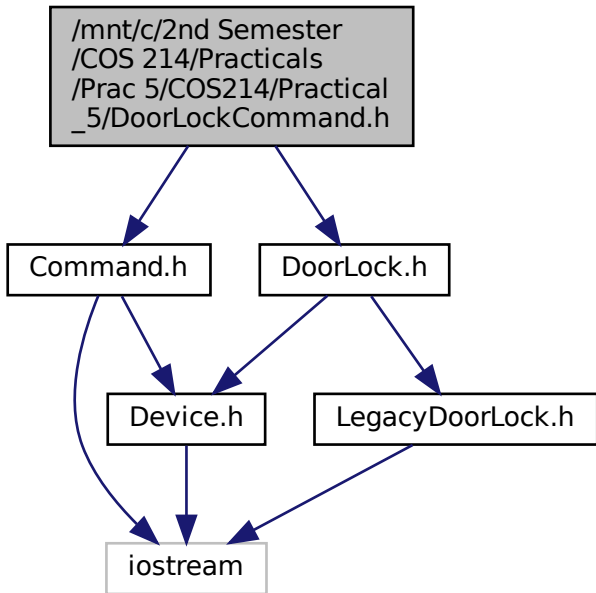 /mnt/c/2nd Semester
/COS 214/Practicals
/Prac 5/COS214/Practical
_5/DoorLockCommand.h
Command.h
DoorLock.h
Device.h
LegacyDoorLock.h
iostream